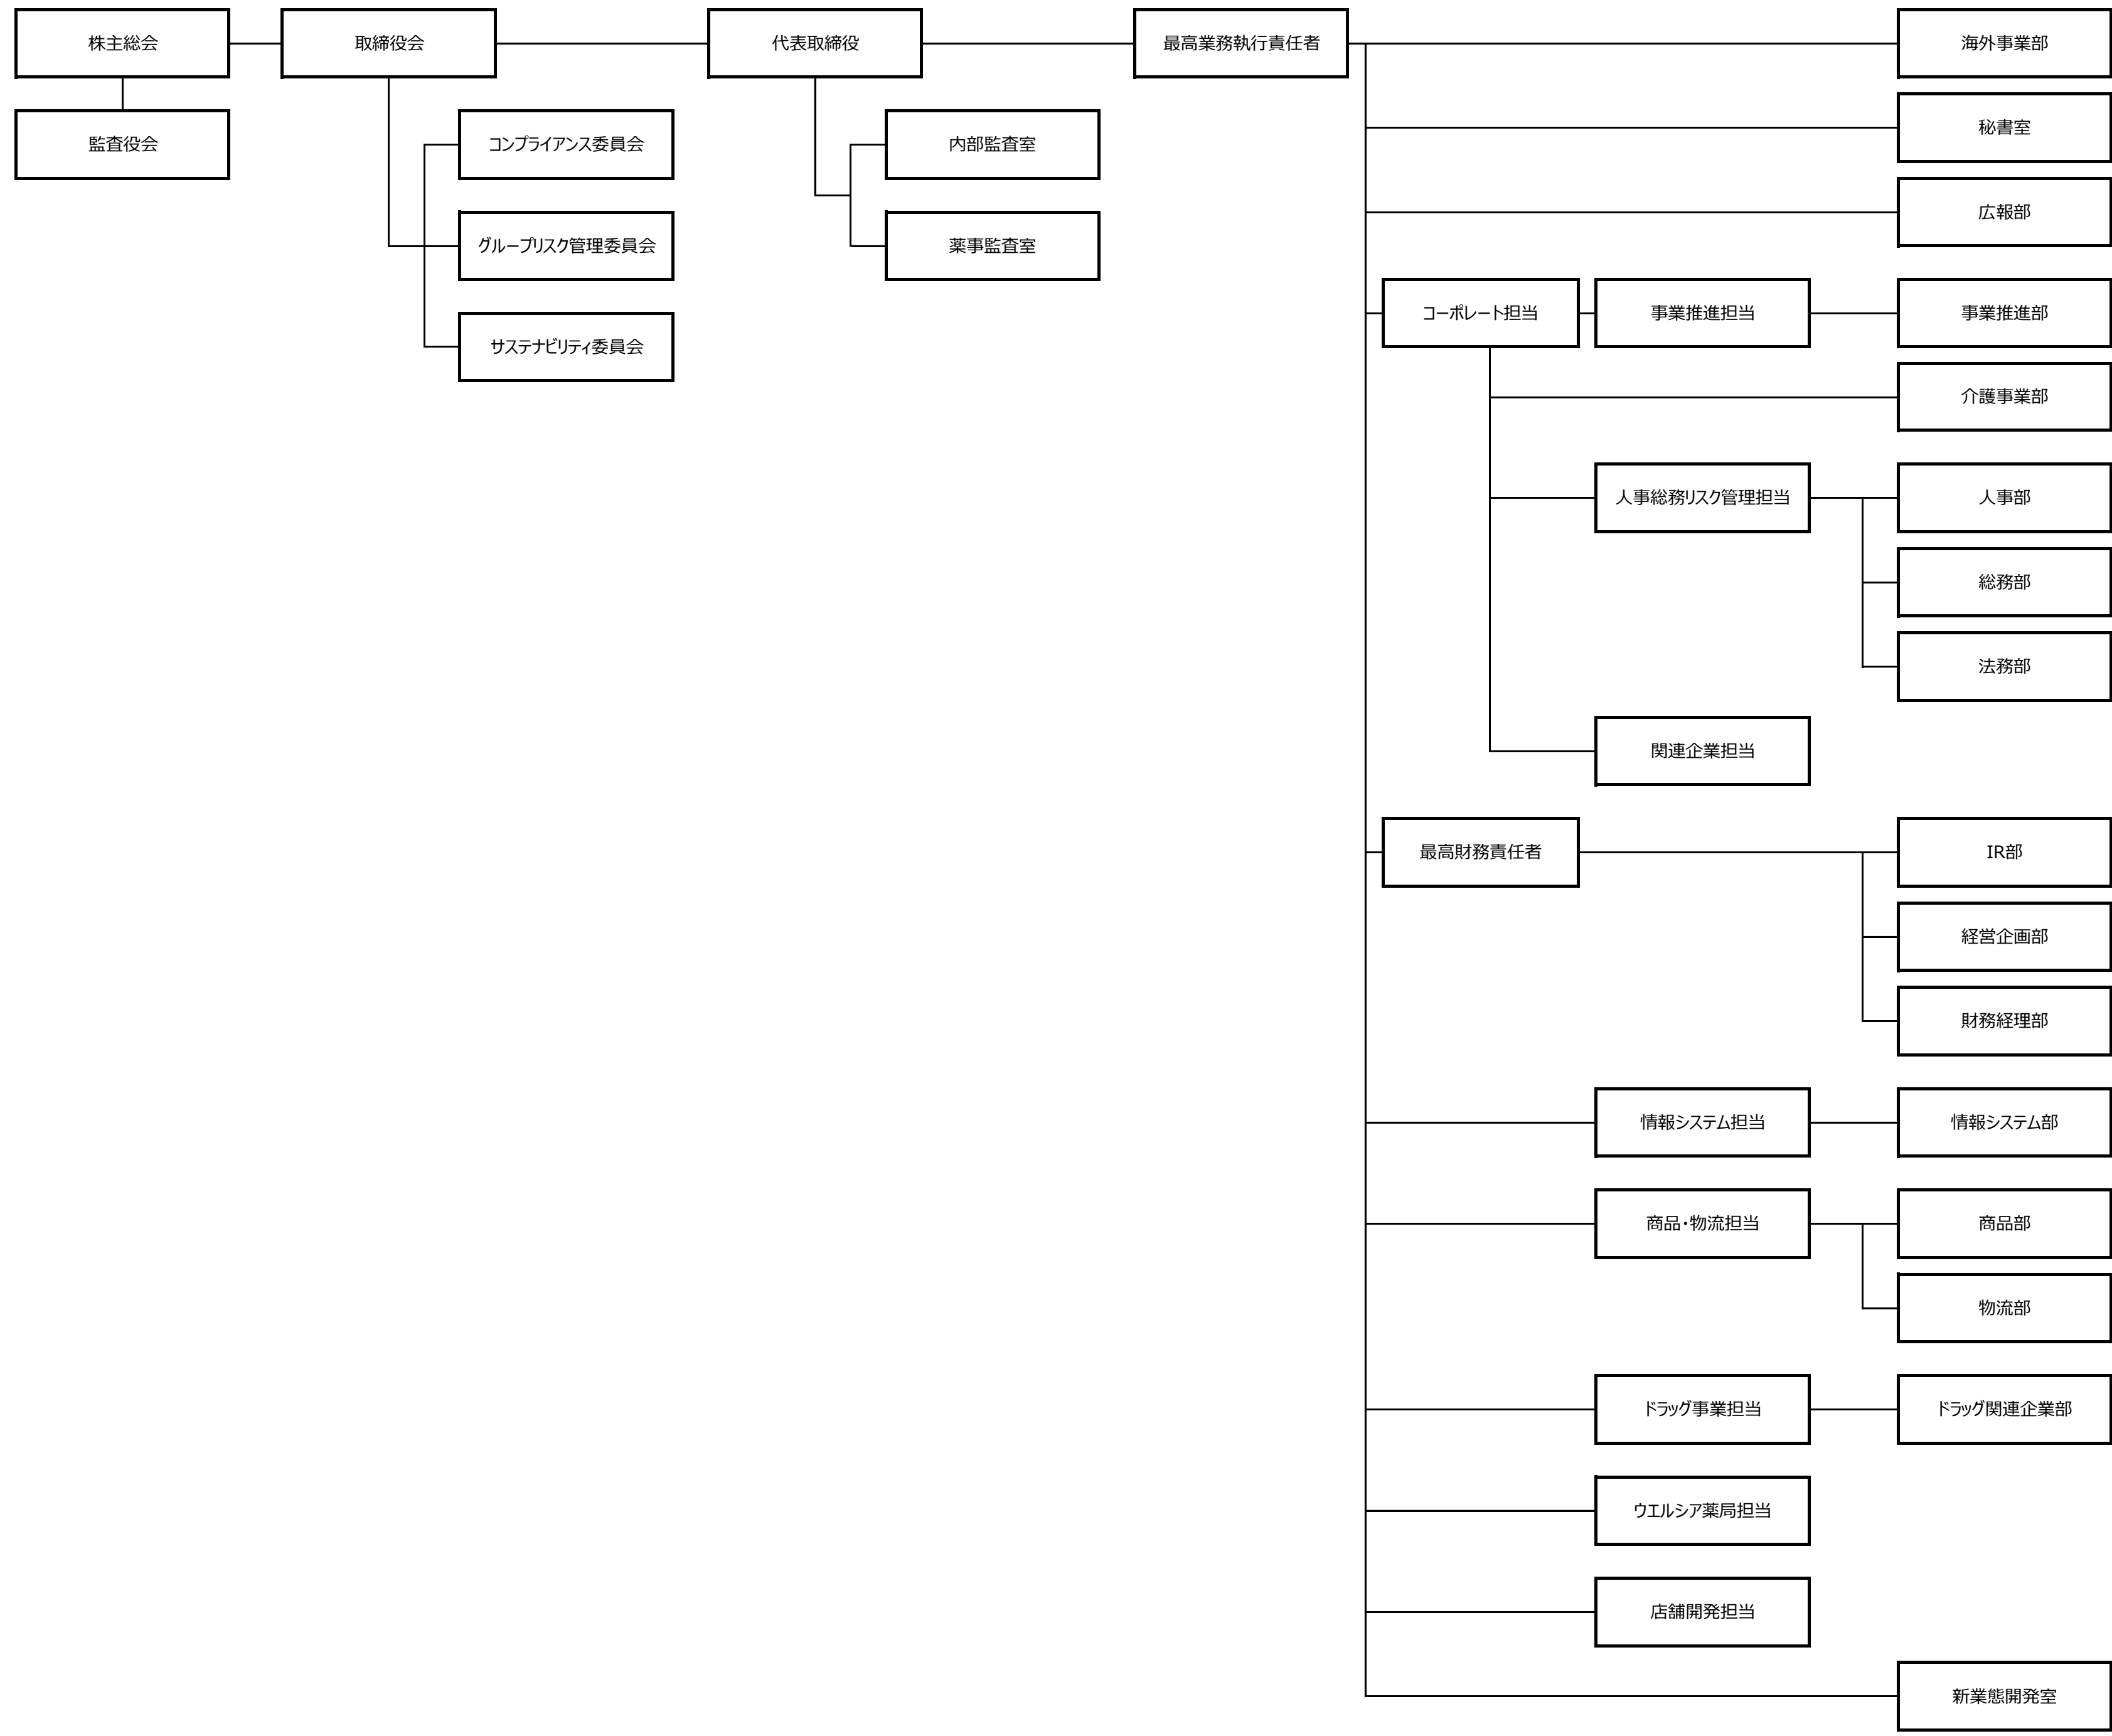 株主総会
取締役会
代表取締役
最高業務執行責任者
海外事業部
秘書室
監査役会
コンプライアンス委員会
内部監査室
広報部
グループリスク管理委員会
薬事監査室
コーポレート担当
事業推進担当
事業推進部
サステナビリティ委員会
介護事業部
人事総務リスク管理担当
人事部
総務部
法務部
関連企業担当
最高財務責任者
IR部
経営企画部
財務経理部
情報システム担当
情報システム部
商品・物流担当
商品部
物流部
ドラッグ事業担当
ドラッグ関連企業部
ウエルシア薬局担当
店舗開発担当
新業態開発室